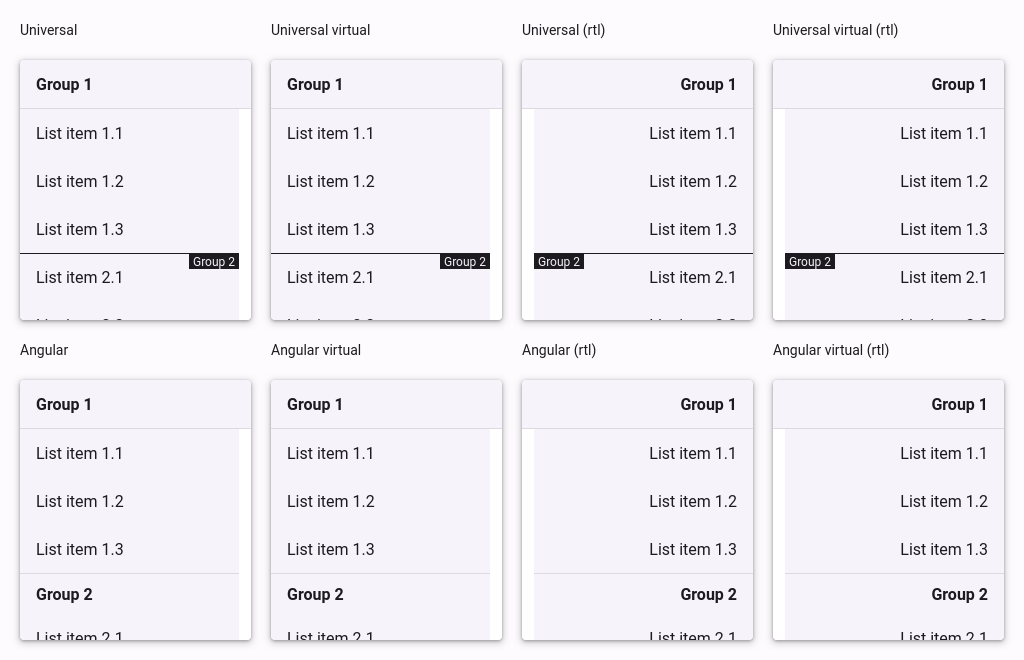 Universal
Universal virtual
Universal (rtl)
Universal virtual (rtl)
Group 1
List item 1.1
List item 1.2
List item 1.3
Group 2
List item 2.1
Group 1
List item 1.1
List item 1.2
List item 1.3
Group 2
List item 2.1
Group 1
List item 1.1
List item 1.2
List item 1.3
Group 2
List item 2.1
Group 1
List item 1.1
List item 1.2
List item 1.3
Group 2
List item 2.1
Angular
Angular virtual
Angular (rtl)
Angular virtual (rtl)
Group 1
List item 1.1
List item 1.2
List item 1.3
Group 2
List item 2.1
Group 1
List item 1.1
List item 1.2
List item 1.3
Group 2
List item 2.1
Group 1
List item 1.1
List item 1.2
List item 1.3
Group 2
List item 2.1
Group 1
List item 1.1
List item 1.2
List item 1.3
Group 2
List item 2.1